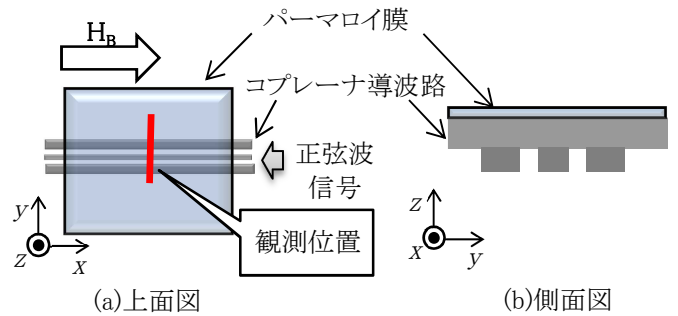 H_B
パーマロイ膜
コプレーナ導波路
正弦波
信号
観測位置
y
z
x
z
x
y
(a)上面図
(b)側面図